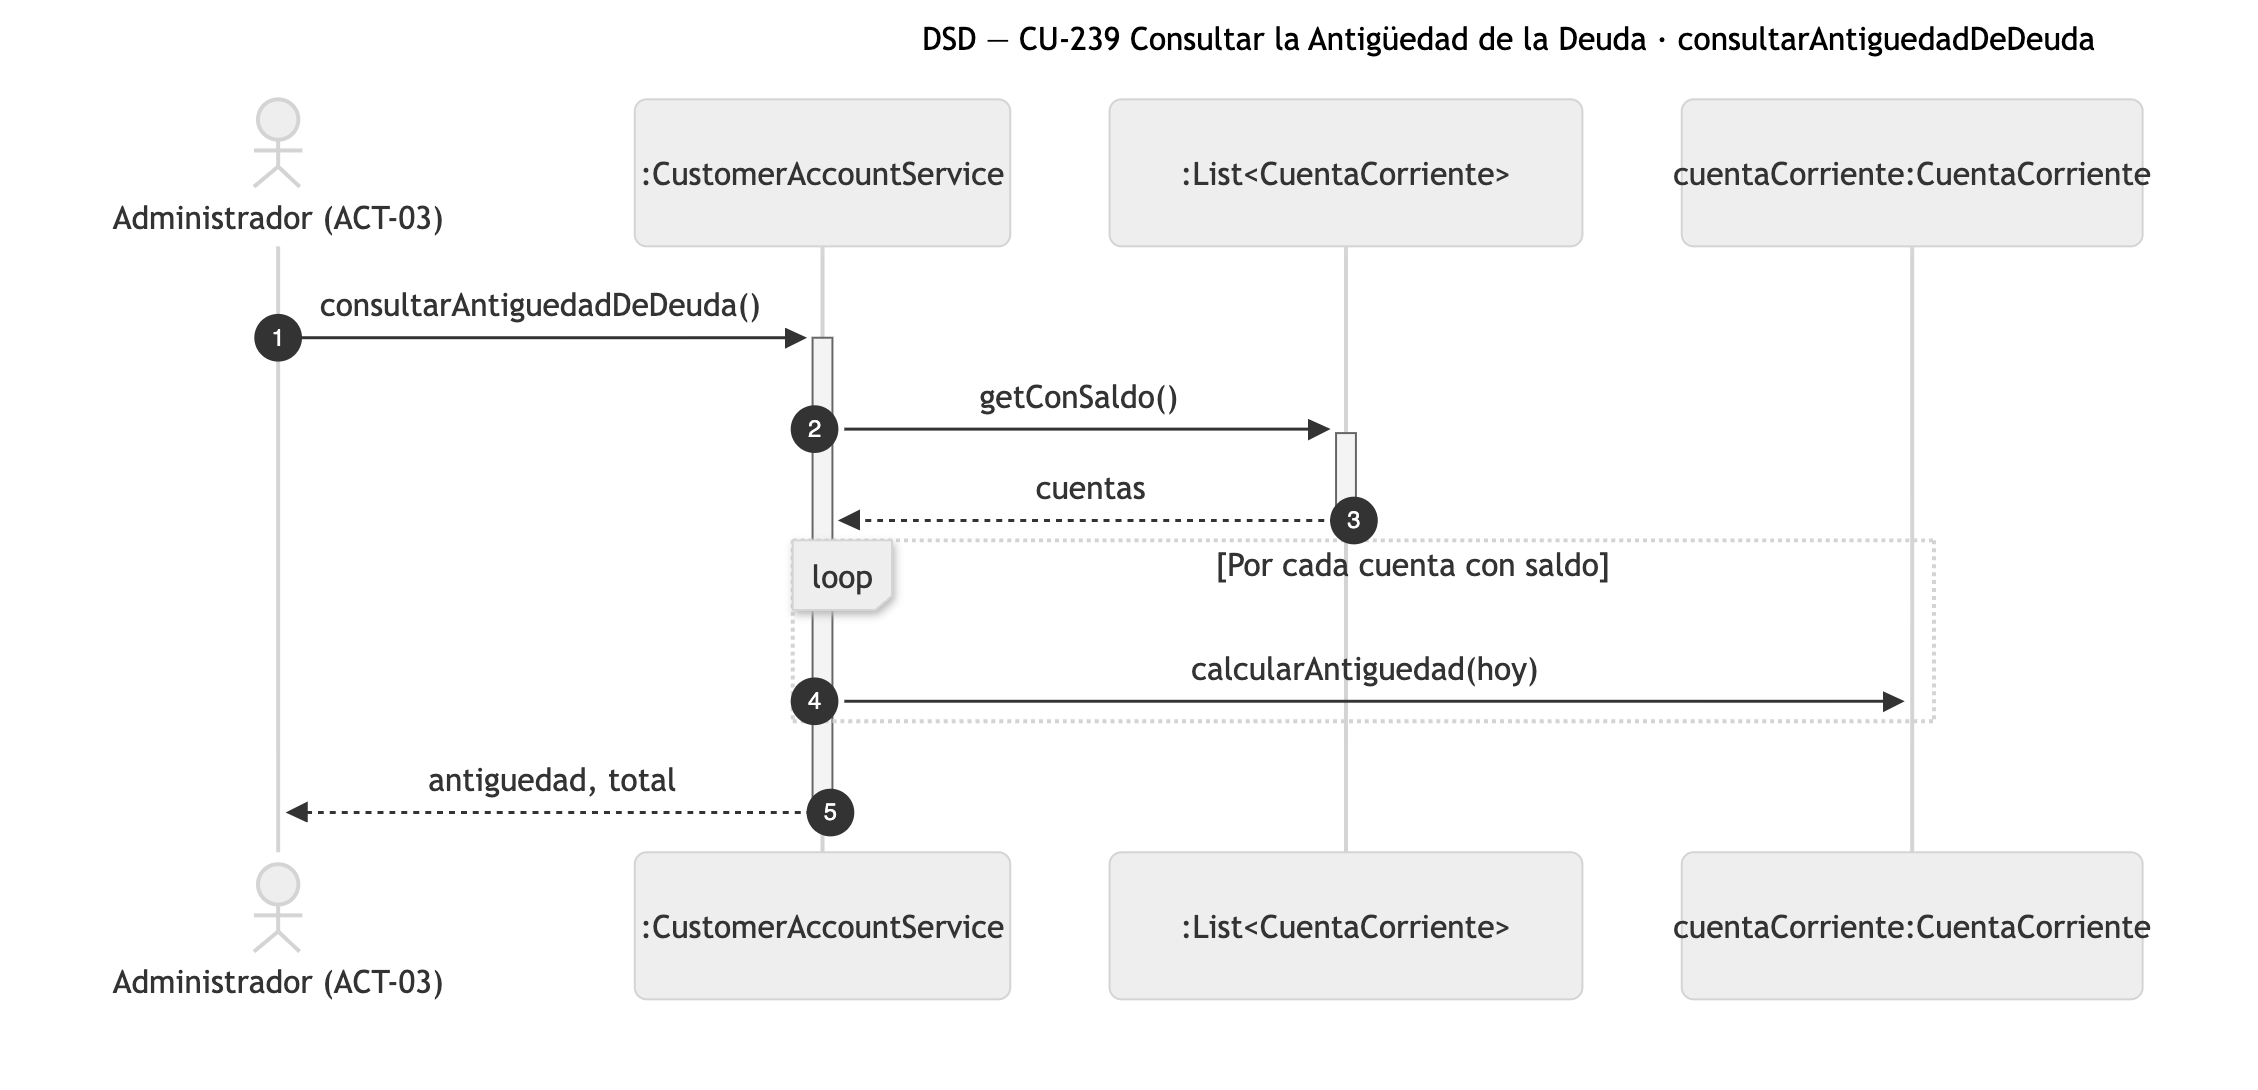 DSD — CU-239 Consultar la Antigüedad de la Deuda · consultarAntiguedadDeDeuda
Administrador (ACT-03)
:CustomerAccountService
:List<CuentaCorriente>
cuentaCorriente:CuentaCorriente
consultarAntiguedadDeDeuda()
1
getConSaldo()
2
cuentas
3
loop
[Por cada cuenta con saldo]
calcularAntiguedad(hoy)
4
antiguedad, total
5
Administrador (ACT-03)
:CustomerAccountService
:List<CuentaCorriente>
cuentaCorriente:CuentaCorriente